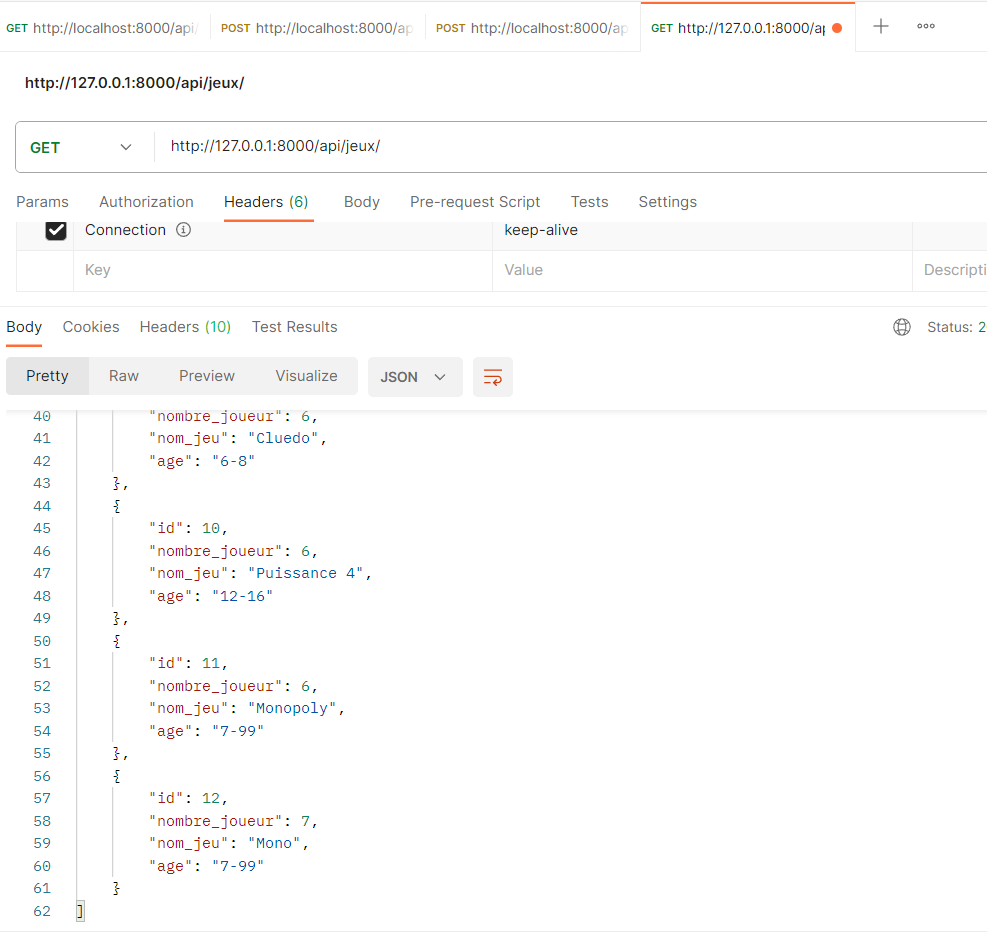 GET http://localhost:8000/api/ POST http://localhost:8000/ap POST http://localhost:8000/ap GET http://127.0.0.1:8000/ap
http://127.0.0.1:8000/api/jeux/
GET http://127.0.0.1:8000/api/jeux/
Params Authorization Headers (6) Body Pre-request Script Tests Settings
Connection keep-alive
Key Value Descripti
Body Cookies Headers (10) Test Results Status: 2
Pretty Raw Preview Visualize JSON
40 "nombre_joueur": 6,
41 "nom_jeu": "Cluedo",
42 "age": "6-8"
43 },
44 {
45 "id": 10,
46 "nombre_joueur": 6,
47 "nom_jeu": "Puissance 4",
48 "age": "12-16"
49 },
50 {
51 "id": 11,
52 "nombre_joueur": 6,
53 "nom_jeu": "Monopoly",
54 "age": "7-99"
55 },
56 {
57 "id": 12,
58 "nombre_joueur": 7,
59 "nom_jeu": "Mono",
60 "age": "7-99"
61 }
62 ]